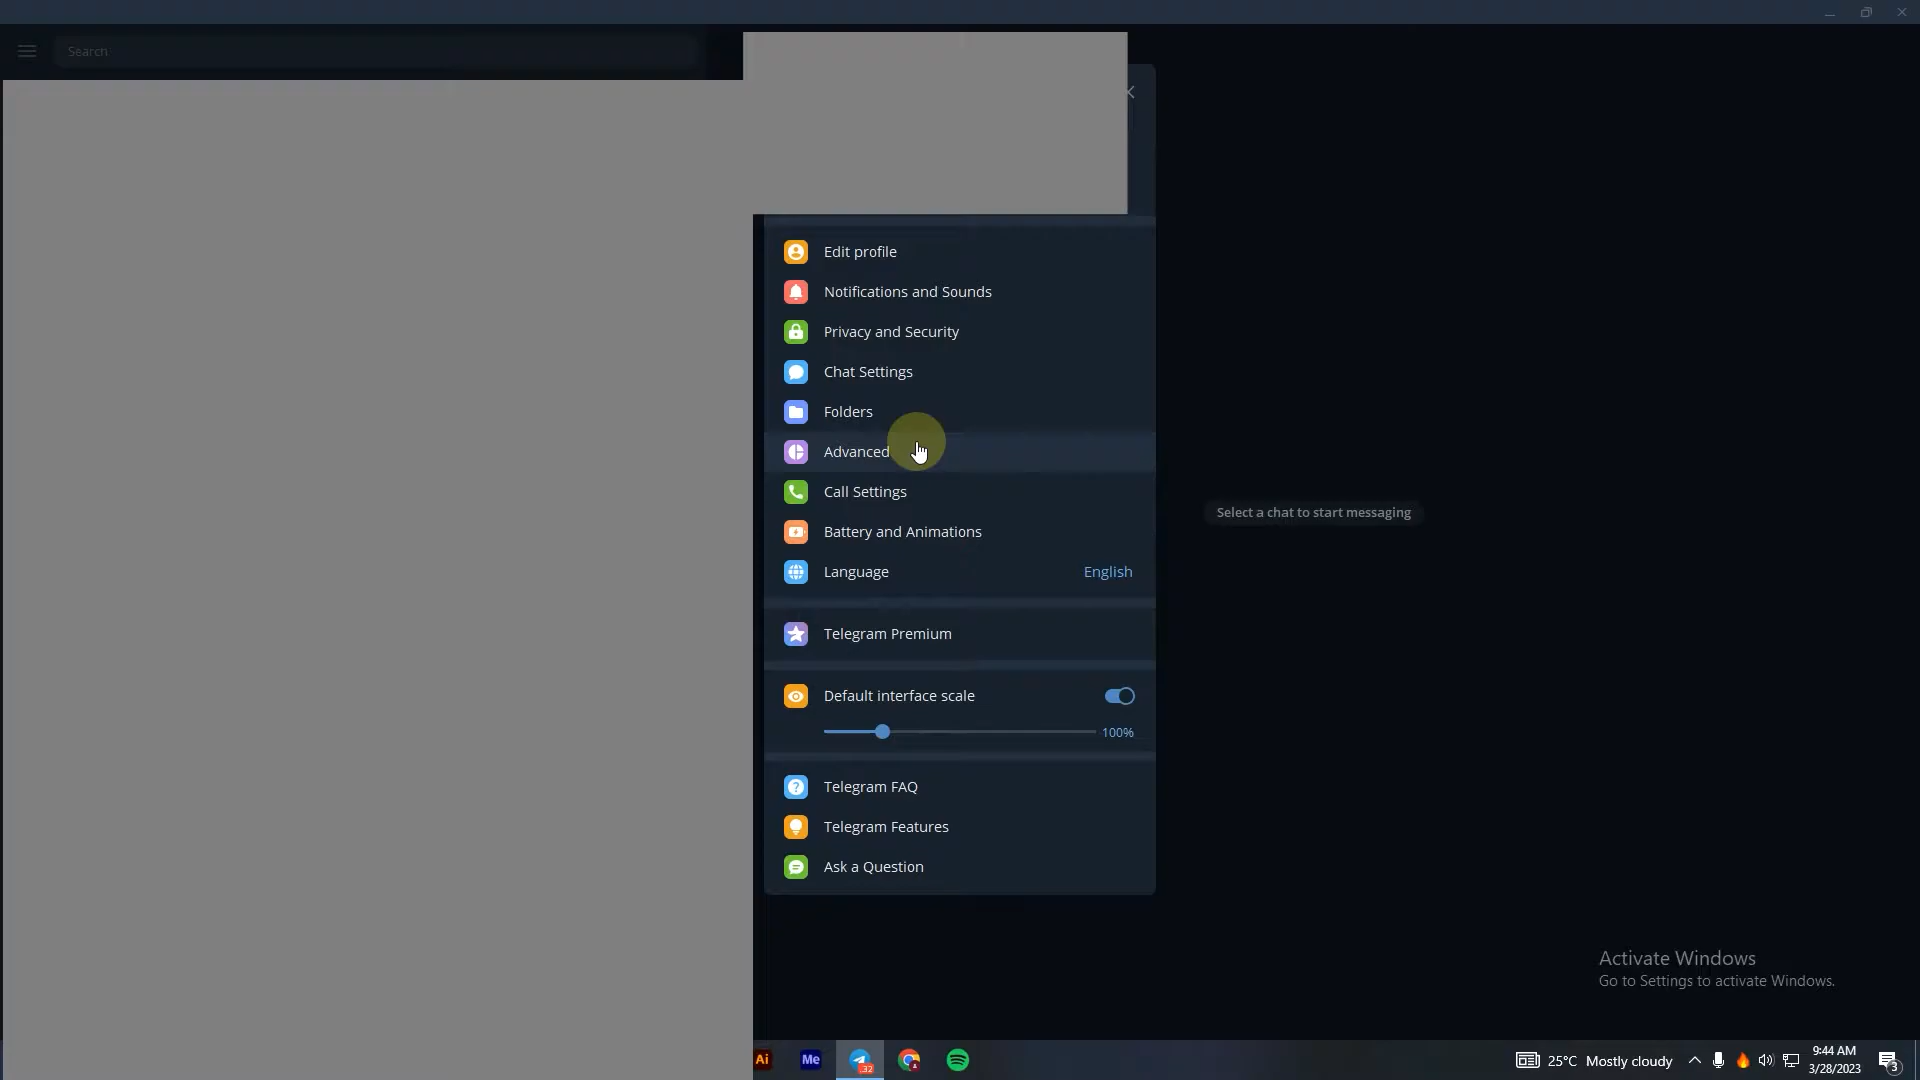 Search
Edit profile
Notifications and Sounds
Privacy and Security
Chat Settings
Folders
Advanced
Call Settings
Select a chat to start messaging
Battery and Animations
Language English
Telegram Premium
Default interface scale
100%
Telegram FAQ
Telegram Features
Ask a Question
Activate Windows
Go to Settings to activate Windows.
Ai
Me
32
25°C Mostly cloudy
9:44 AM
3/28/2023
3